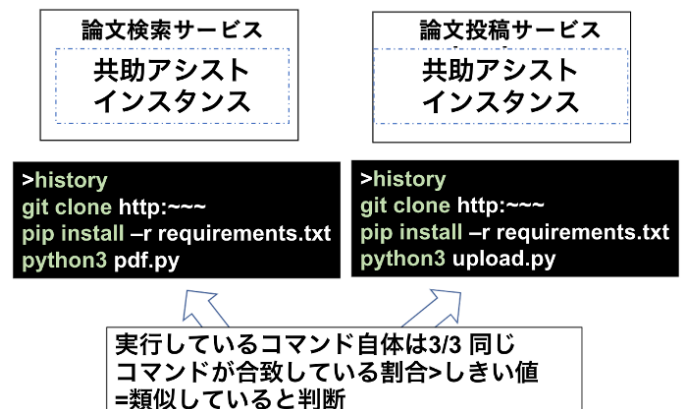 論文検索サービス
共助アシスト
インスタンス
論文投稿サービス
共助アシスト
インスタンス
>history
git clone http:~~~
pip install –r requirements.txt
python3 pdf.py
>history
git clone http:~~~
pip install –r requirements.txt
python3 upload.py
実行しているコマンド自体は3/3 同じ
コマンドが合致している割合>しきい値
=類似していると判断